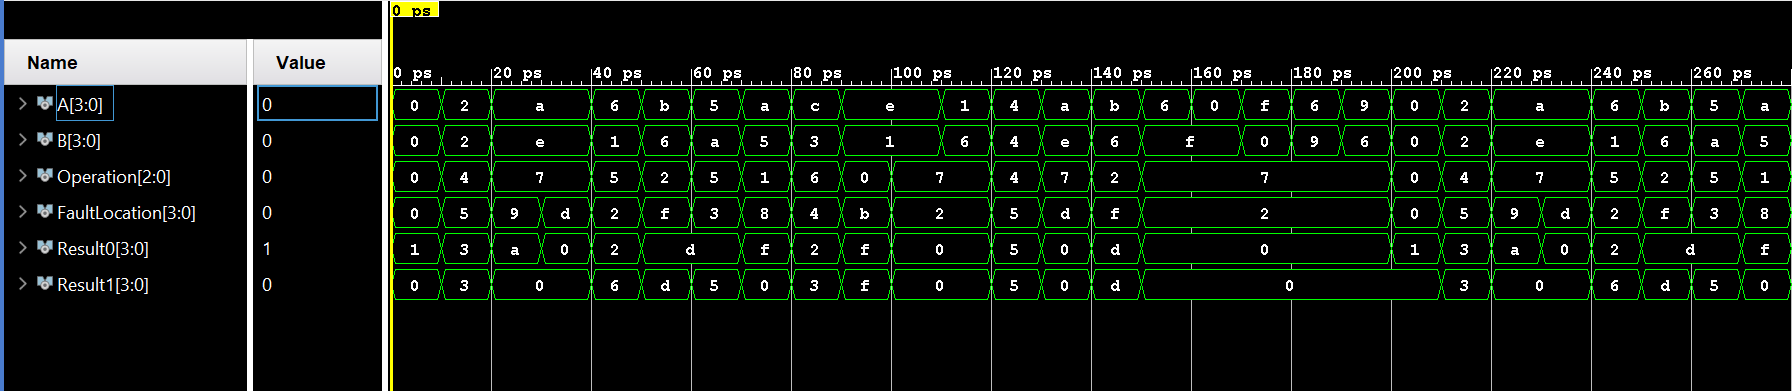 0 ps
Name Value
0 ps 20 ps 40 ps 60 ps 80 ps 100 ps 120 ps 140 ps 160 ps 180 ps 200 ps 220 ps 240 ps 260 ps
A[3:0] 0 0 2 a 6 b 5 a c e 1 4 a b 6 0 f 6 9 0 2 a 6 b 5 a
B[3:0] 0 0 2 e 1 6 a 5 3 1 6 4 e 6 f 0 9 6 0 2 e 1 6 a 5
Operation[2:0] 0 0 4 7 5 2 5 1 6 0 7 4 7 2 7 0 4 7 5 2 5 1
FaultLocation[3:0] 0 0 5 9 d 2 f 3 8 4 b 2 5 d f 2 0 5 9 d 2 f 3 8
Result0[3:0] 1 1 3 a 0 2 d f 2 f 0 5 0 d 0 1 3 a 0 2 d f
Result1[3:0] 0 0 3 0 6 d 5 0 3 f 0 5 0 d 0 3 0 6 d 5 0